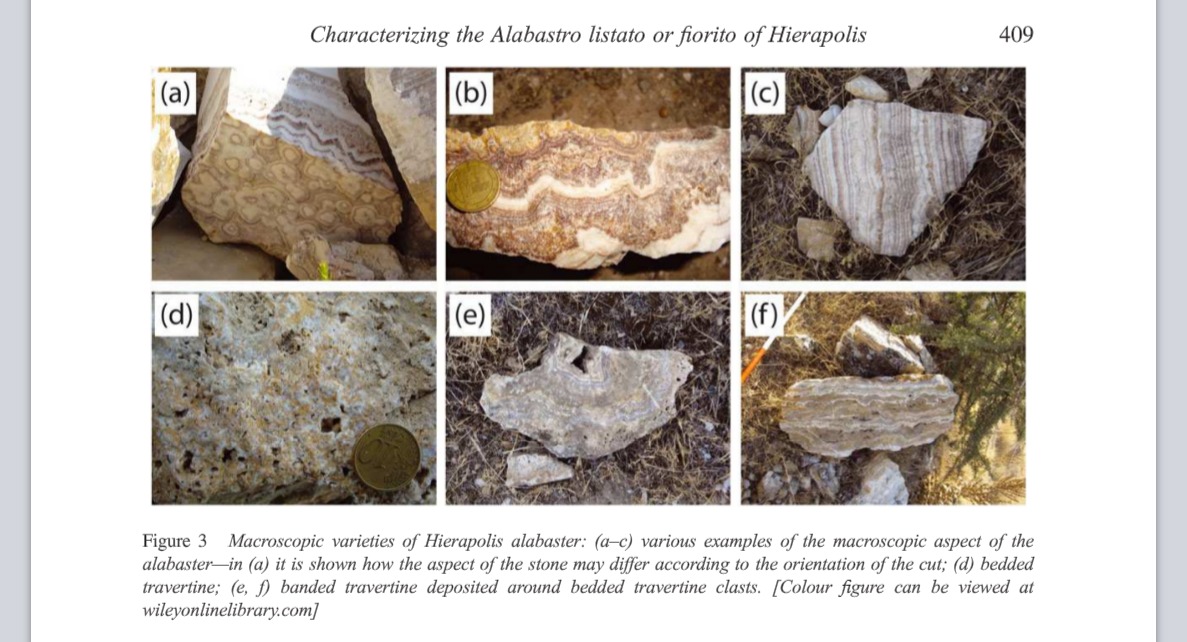 Characterizing the Alabastro listato or fiorito of Hierapolis 409
(a)
(b)
(c)
(d)
(e)
(f)
Figure 3 Macroscopic varieties of Hierapolis alabaster: (a–c) various examples of the macroscopic aspect of the
alabaster—in (a) it is shown how the aspect of the stone may differ according to the orientation of the cut; (d) bedded
travertine; (e, f) banded travertine deposited around bedded travertine clasts. [Colour figure can be viewed at
wileyonlinelibrary.com]